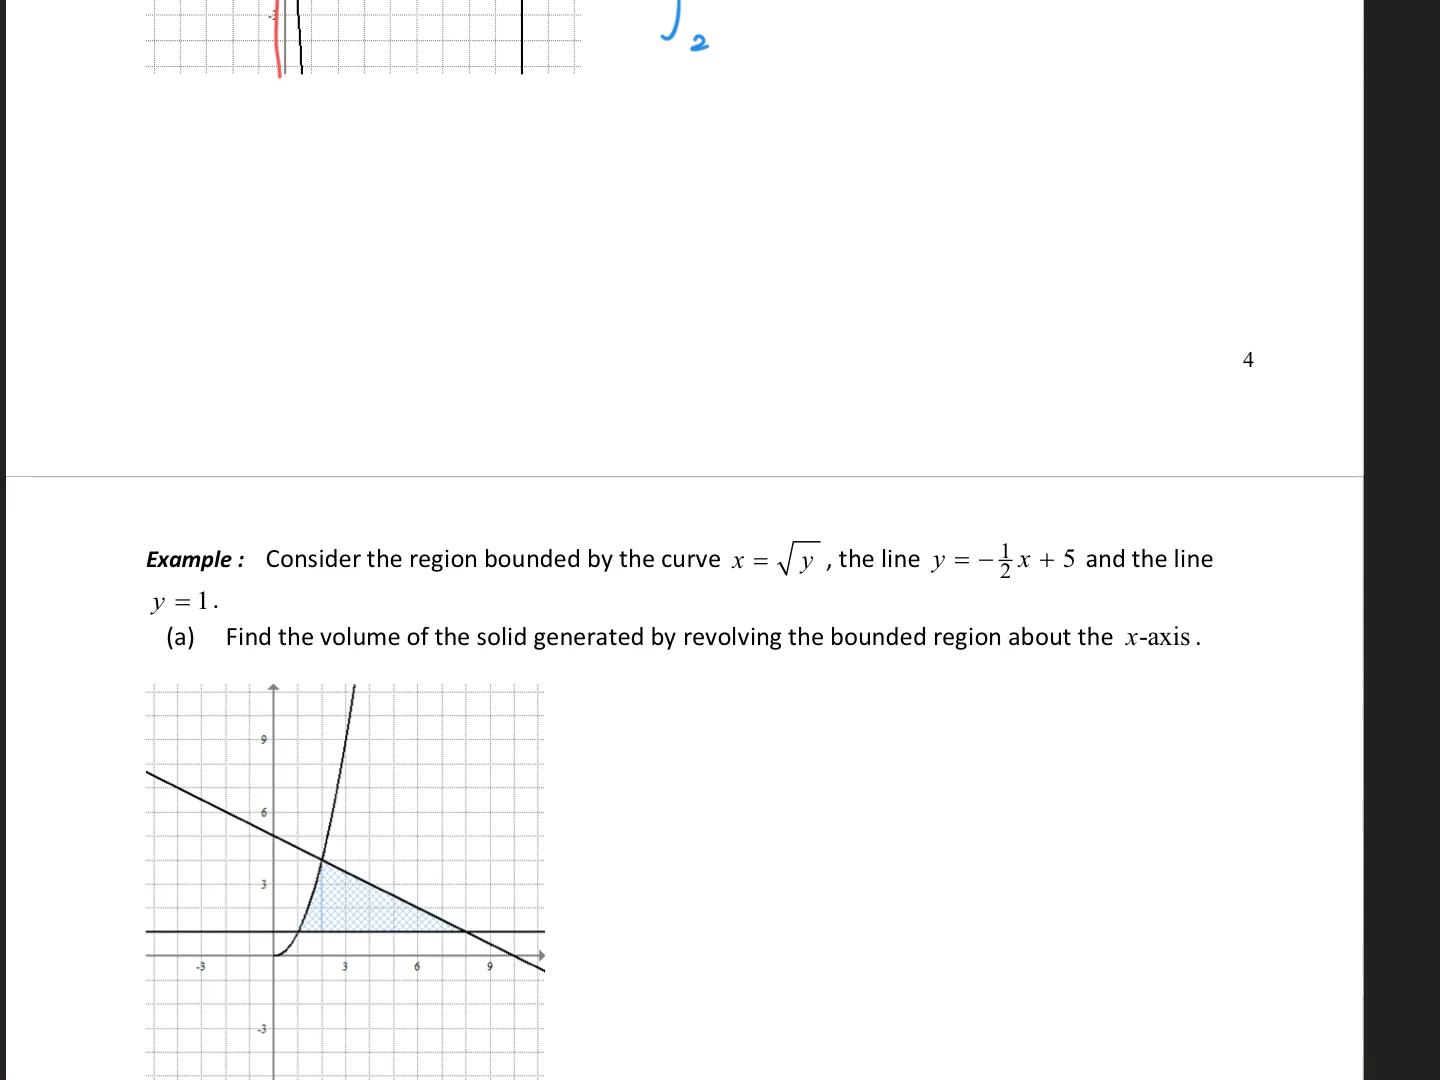 -3
2
4
Example : Consider the region bounded by the curve x = √y , the line y = −½x + 5 and the line
y = 1 .
(a) Find the volume of the solid generated by revolving the bounded region about the x-axis .
9
6
3
-3 3 6 9
-3